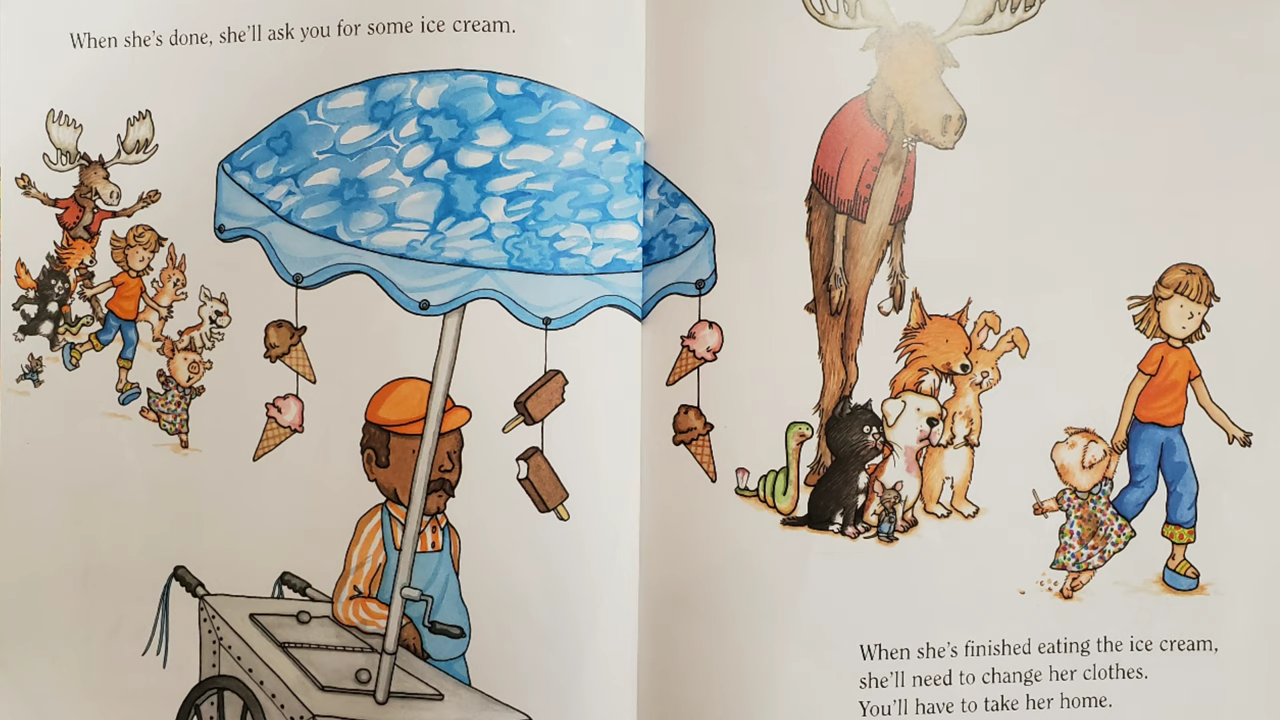 When she's done, she'll ask you for some ice cream.
When she's finished eating the ice cream,
she'll need to change her clothes.
You'll have to take her home.